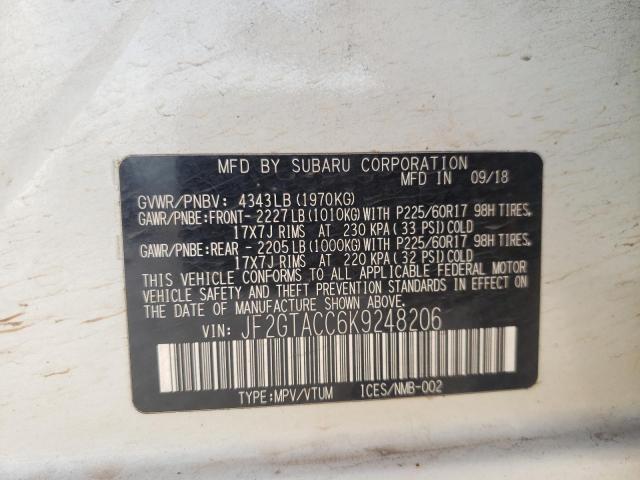 MFD BY SUBARU CORPORATION
MFD IN 09/18
GVWR/PNBV: 4343LB(1970KG)
GAWR/PNBE:FRONT- 2227LB(1010KG)WITH P225/60R17 98H TIRES,
17X7J RIMS AT 230 KPA (33 PSI)COLD
GAWR/PNBE:REAR - 2205LB(1000KG)WITH P225/60R17 98H TIRES,
17X7J RIMS AT 220 KPA (32 PSI)COLD
THIS VEHICLE CONFORMS TO ALL APPLICABLE FEDERAL MOTOR
VEHICLE SAFETY AND THEFT PREVENTION STANDARDS IN EFFECT ON
THE DATE OF MANUFACTURE SHOWN ABOVE.
VIN: JF2GTACC6K9248206
TYPE:MPV/VTUM ICES/NMB-002